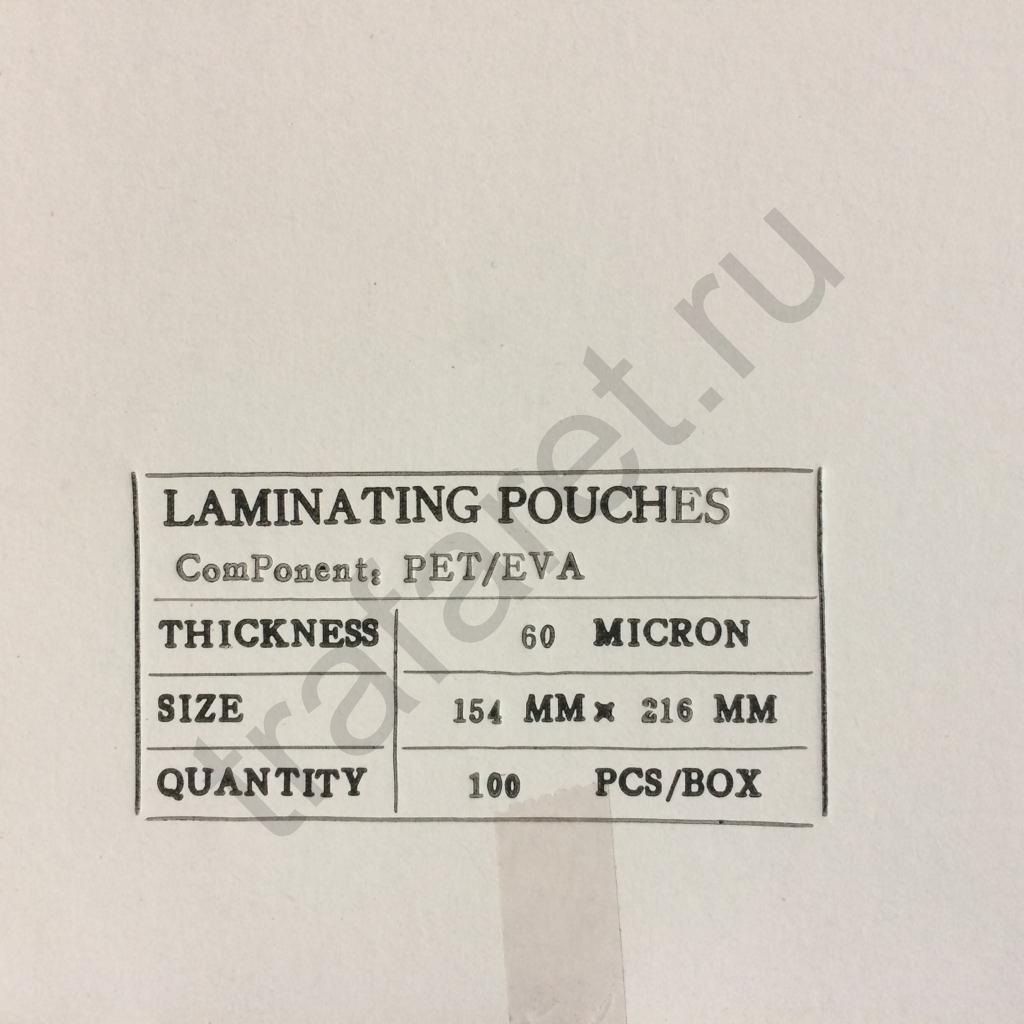 LAMINATING POUCHES
ComPonent: PET/EVA
THICKNESS 60 MICRON
SIZE 154 MM x 216 MM
QUANTITY 100 PCS/BOX
trafaret.ru